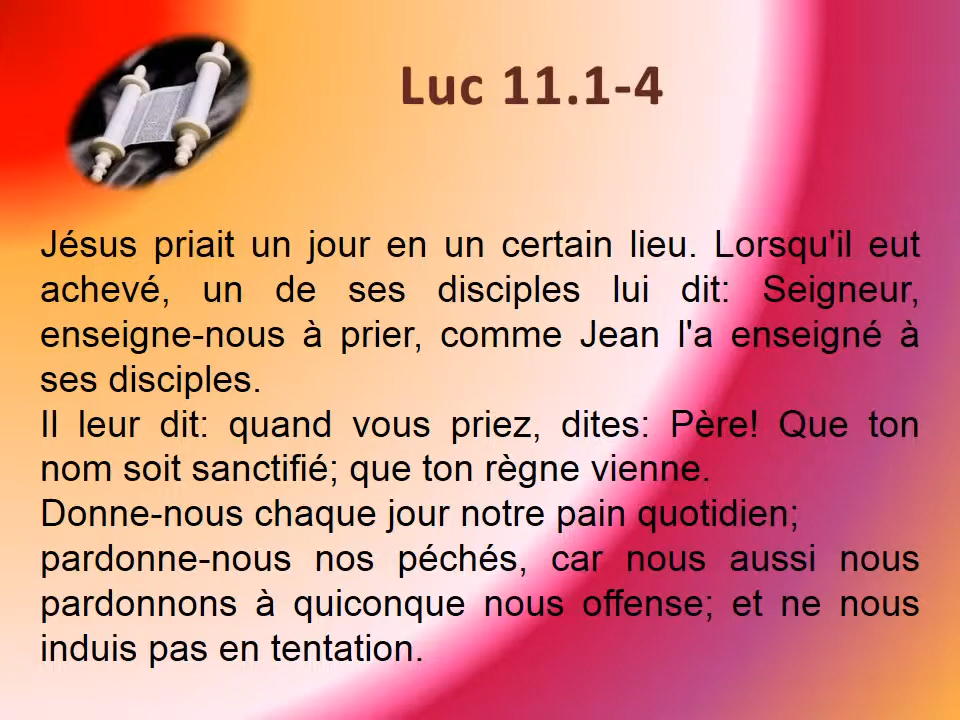 Luc 11.1-4
Jésus priait un jour en un certain lieu. Lorsqu'il eut
achevé, un de ses disciples lui dit: Seigneur,
enseigne-nous à prier, comme Jean l'a enseigné à
ses disciples.
Il leur dit: quand vous priez, dites: Père! Que ton
nom soit sanctifié; que ton règne vienne.
Donne-nous chaque jour notre pain quotidien;
pardonne-nous nos péchés, car nous aussi nous
pardonnons à quiconque nous offense; et ne nous
induis pas en tentation.